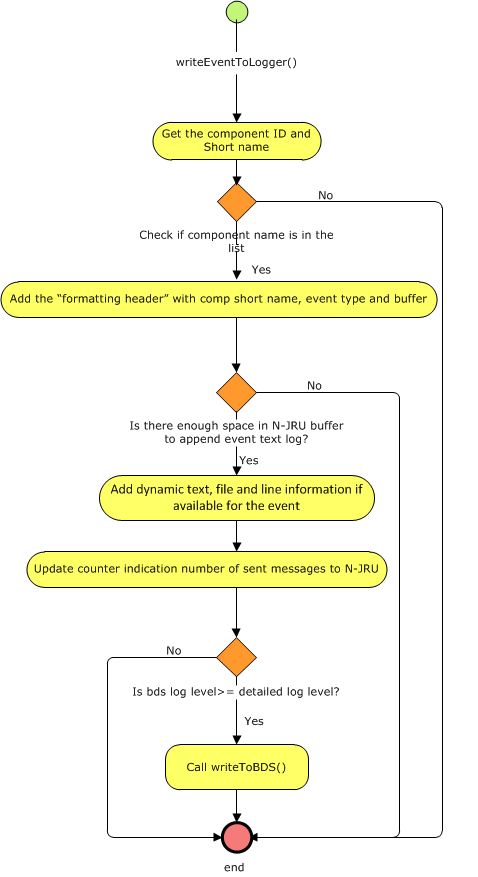 writeEventToLogger()
Get the component ID and
Short name
No
Check if component name is in the
list
Yes
Add the “formatting header” with comp short name, event type and buffer
No
Is there enough space in N-JRU buffer
to append event text log?
Yes
Add dynamic text, file and line information if
available for the event
Update counter indication number of sent messages to N-JRU
No
Is bds log level>= detailed log level?
Yes
Call writeToBDS()
end